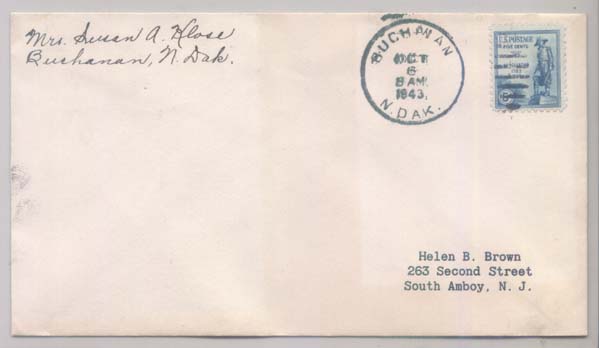 Mrs. Susan A. Klose
Buchanan, N. Dak.
BUCHANAN
OCT
6
8 AM
1943
N. DAK.
U.S. POSTAGE
FIVE CENTS
Helen B. Brown
263 Second Street
South Amboy, N. J.